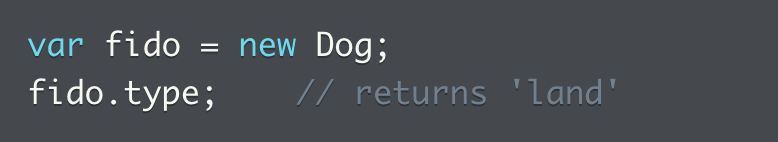 var fido = new Dog;
fido.type;    // returns 'land'